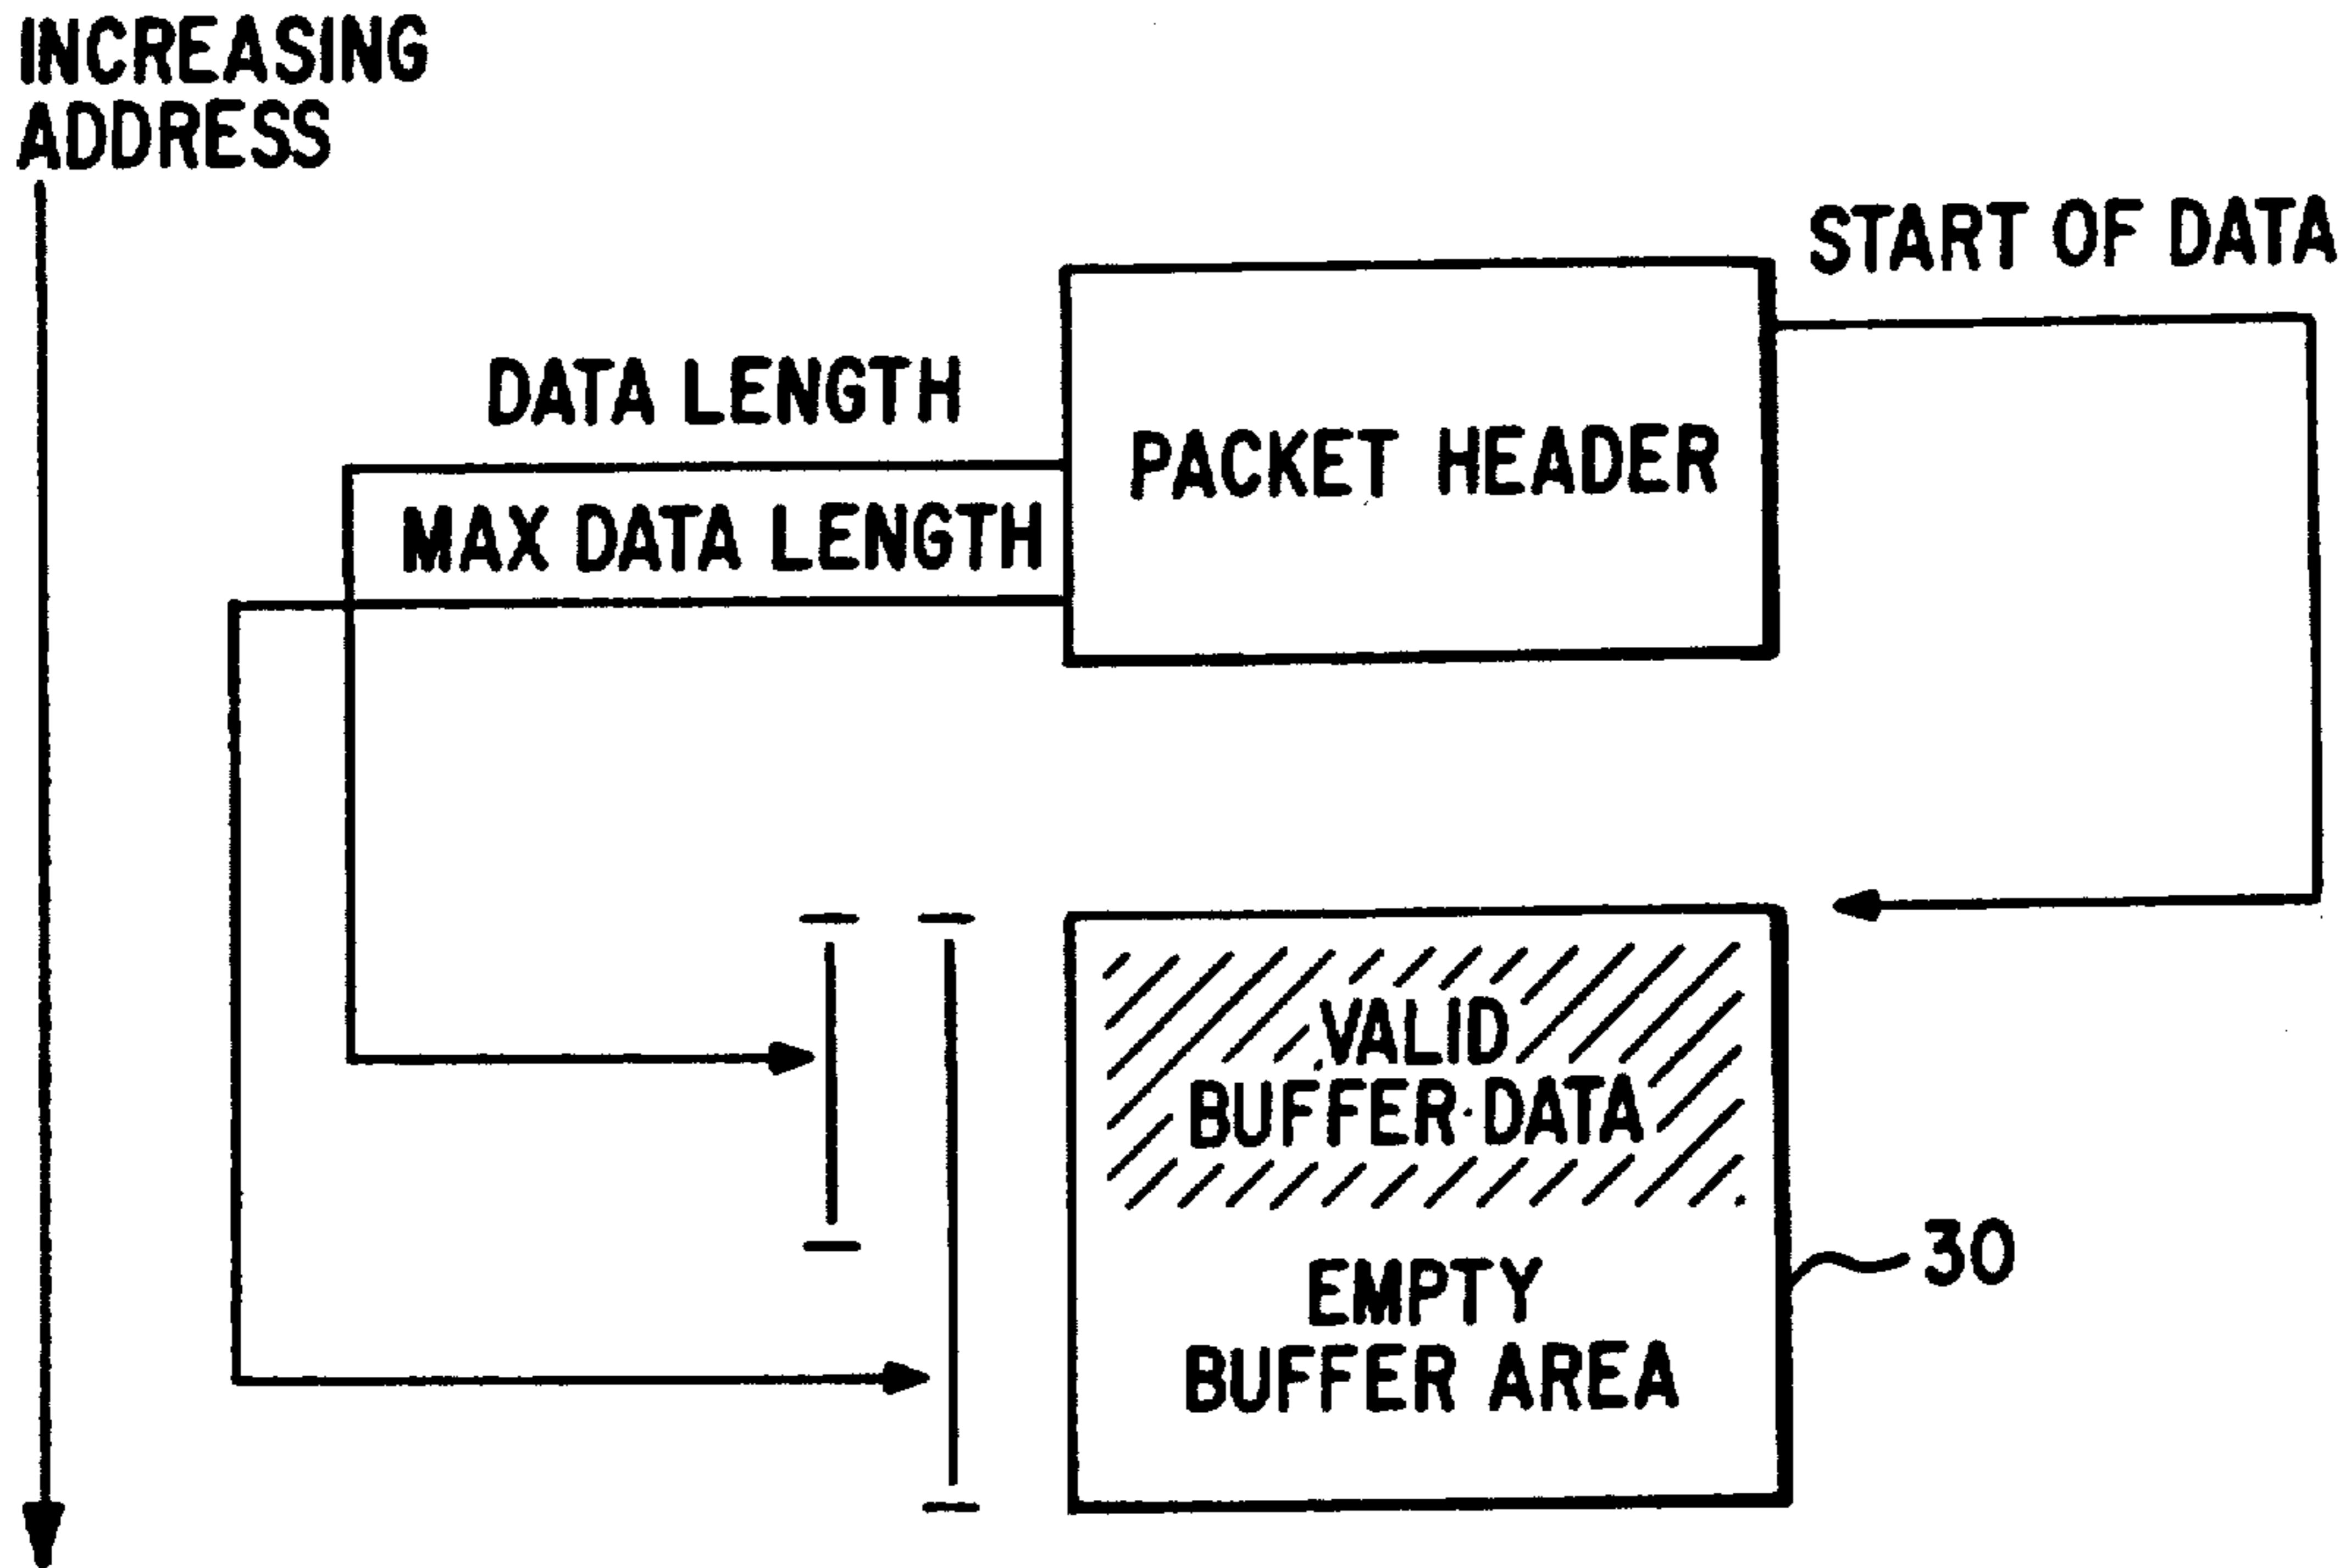 INCREASING
ADDRESS
START OF DATA
DATA LENGTH
PACKET HEADER
MAX DATA LENGTH
VALID
BUFFER DATA
30
EMPTY
BUFFER AREA